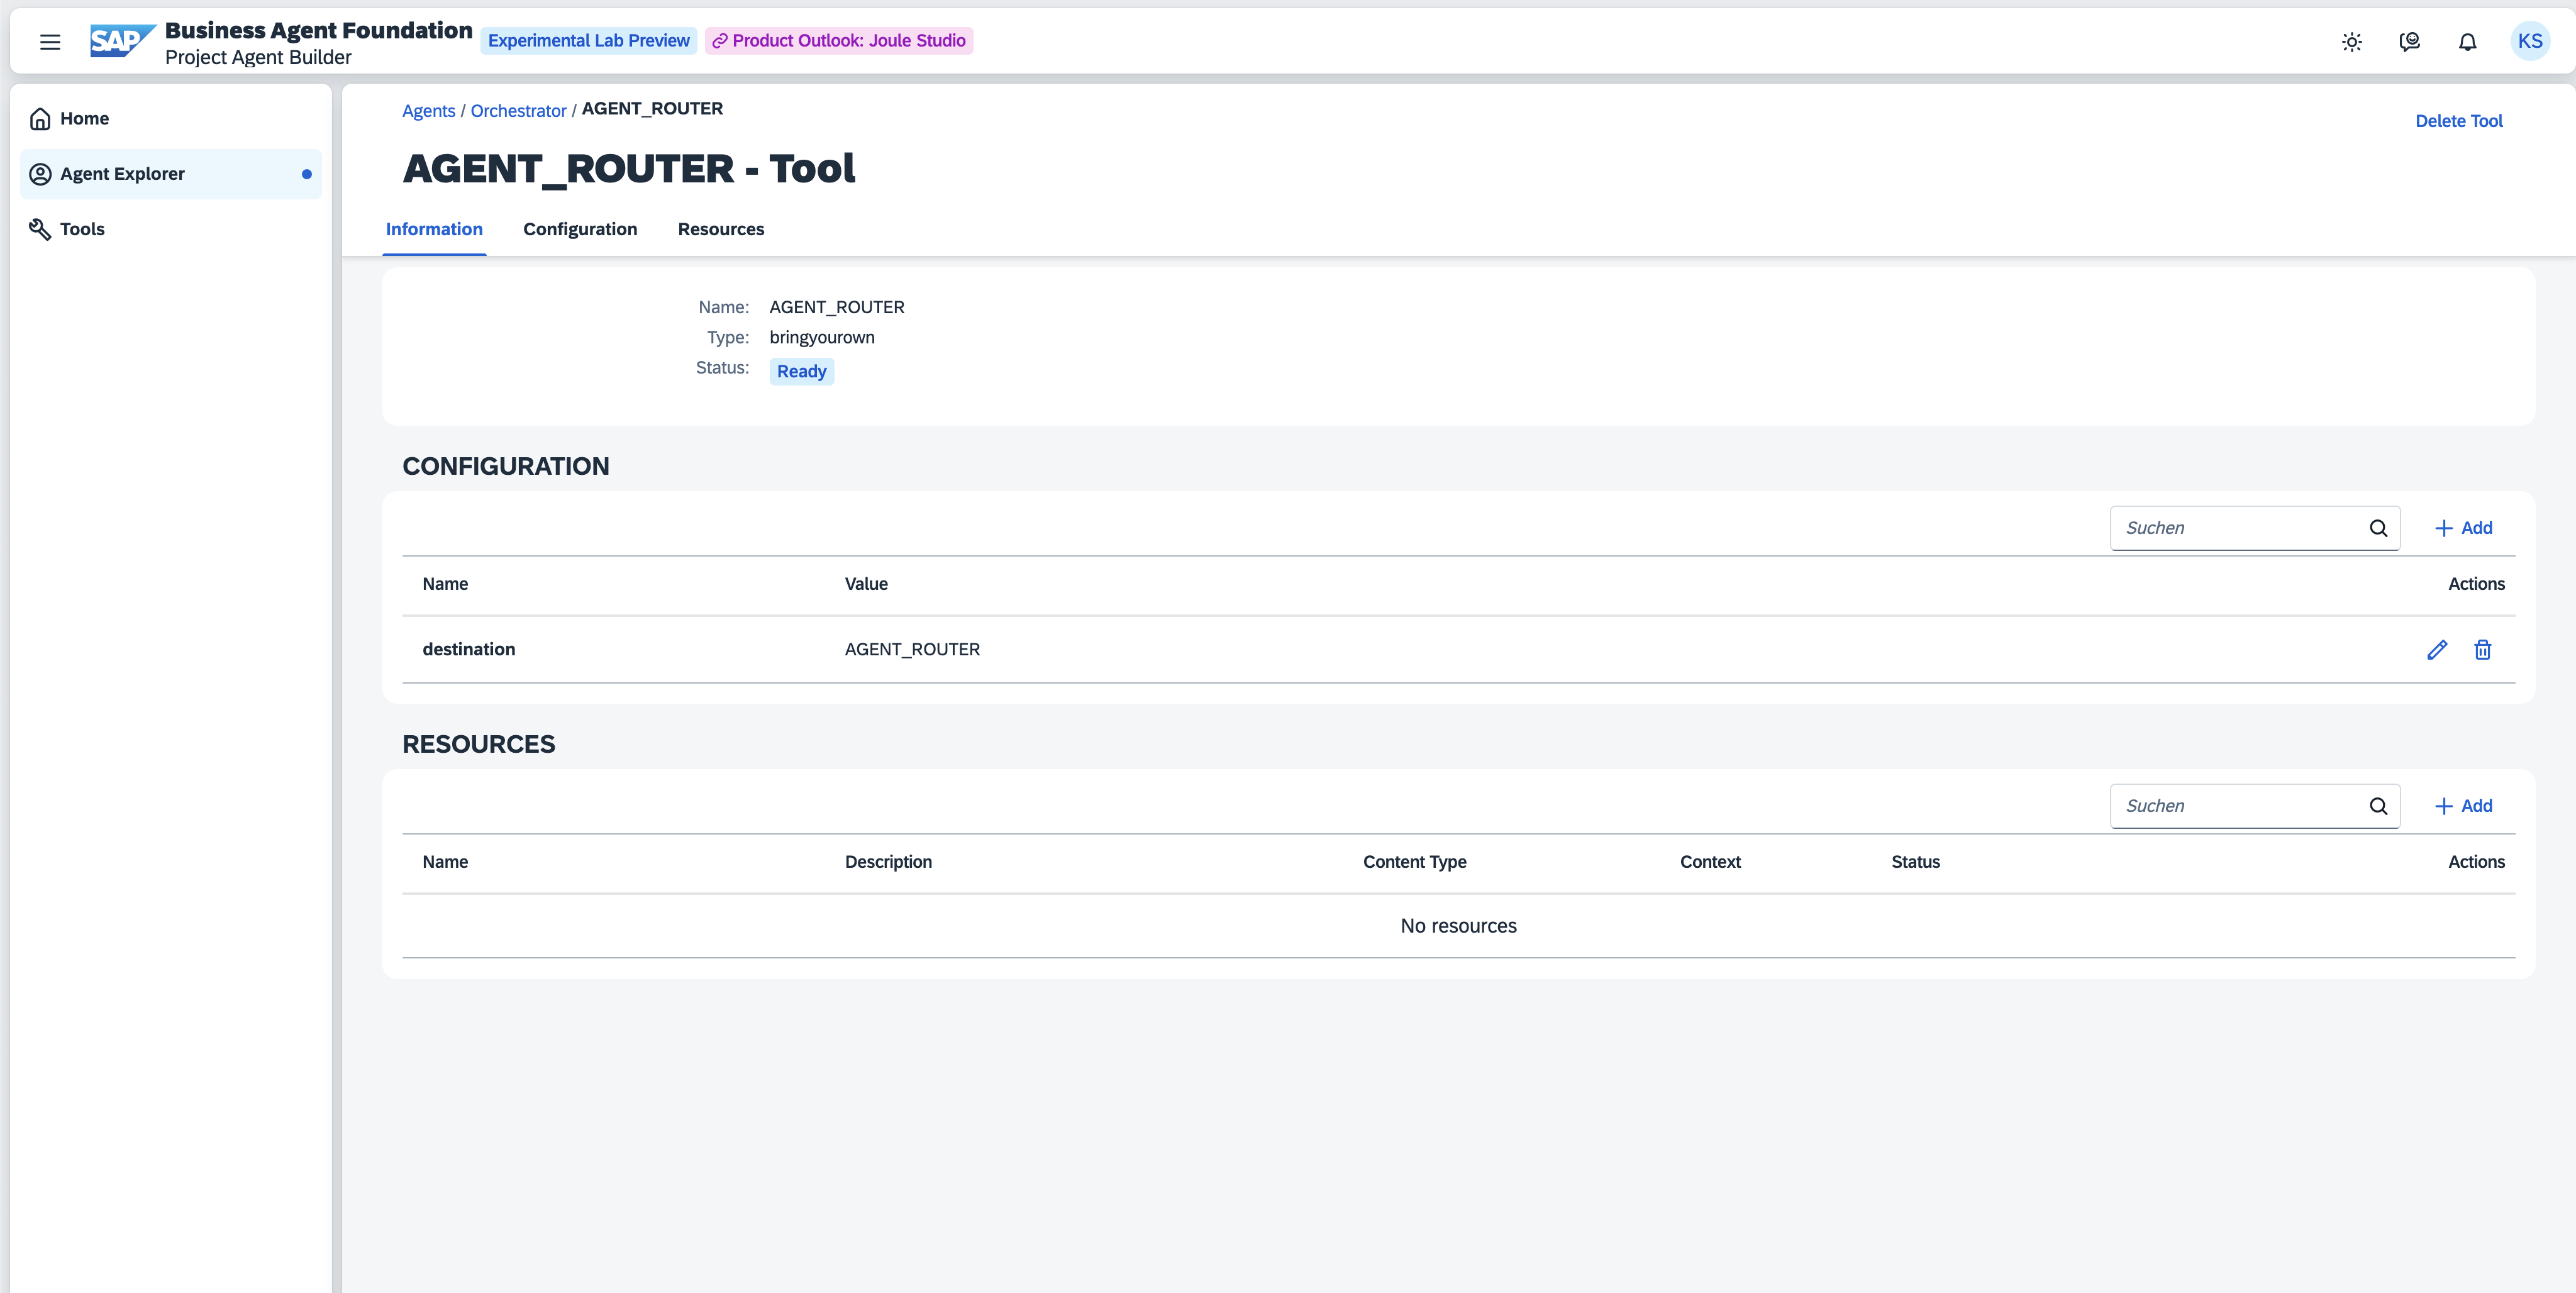 SAP
Business Agent Foundation
Project Agent Builder
Experimental Lab Preview
Product Outlook: Joule Studio
KS
Home
Agent Explorer
Tools
Agents / Orchestrator / AGENT_ROUTER
Delete Tool
AGENT_ROUTER - Tool
Information Configuration Resources
Name: AGENT_ROUTER
Type: bringyourown
Status: Ready
CONFIGURATION
Suchen Add
Name Value Actions
destination AGENT_ROUTER
RESOURCES
Suchen Add
Name Description Content Type Context Status Actions
No resources